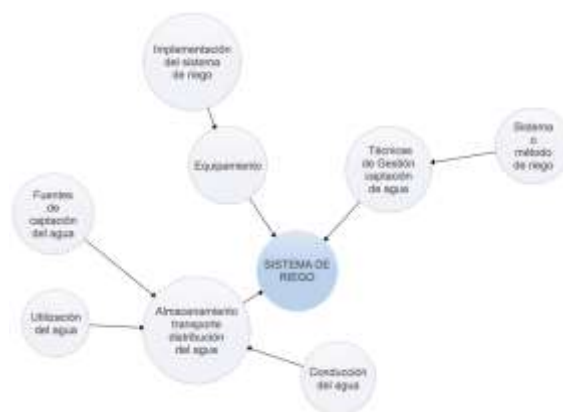 Implementación
del sistema
de riego
Equipamiento
Técnicas
de Gestión
captación
de agua
Sistema
o
método
de riego
Fuentes
de
captación
del agua
SISTEMA DE
RIEGO
Utilización
del agua
Almacenamiento
transporte
distribución
del agua
Conducción
del agua